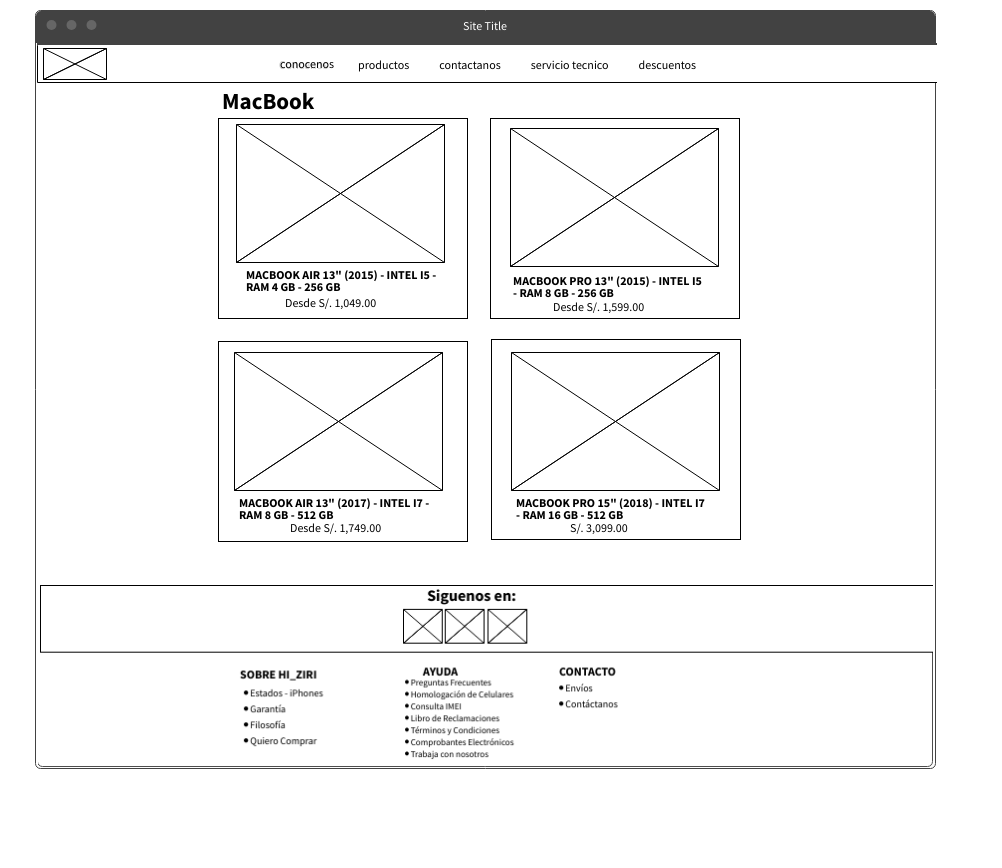 Site Title
conocenos productos contactanos servicio tecnico descuentos
MacBook
MACBOOK AIR 13" (2015) - INTEL I5 -
RAM 4 GB - 256 GB
Desde S/. 1,049.00
MACBOOK PRO 13" (2015) - INTEL I5
- RAM 8 GB - 256 GB
Desde S/. 1,599.00
MACBOOK AIR 13" (2017) - INTEL I7 -
RAM 8 GB - 512 GB
Desde S/. 1,749.00
MACBOOK PRO 15" (2018) - INTEL I7
- RAM 16 GB - 512 GB
S/. 3,099.00
Siguenos en:
SOBRE HI_ZIRI
Estados - iPhones
Garantía
Filosofía
Quiero Comprar
AYUDA
Preguntas Frecuentes
Homologación de Celulares
Consulta IMEI
Libro de Reclamaciones
Términos y Condiciones
Comprobantes Electrónicos
Trabaja con nosotros
CONTACTO
Envíos
Contáctanos